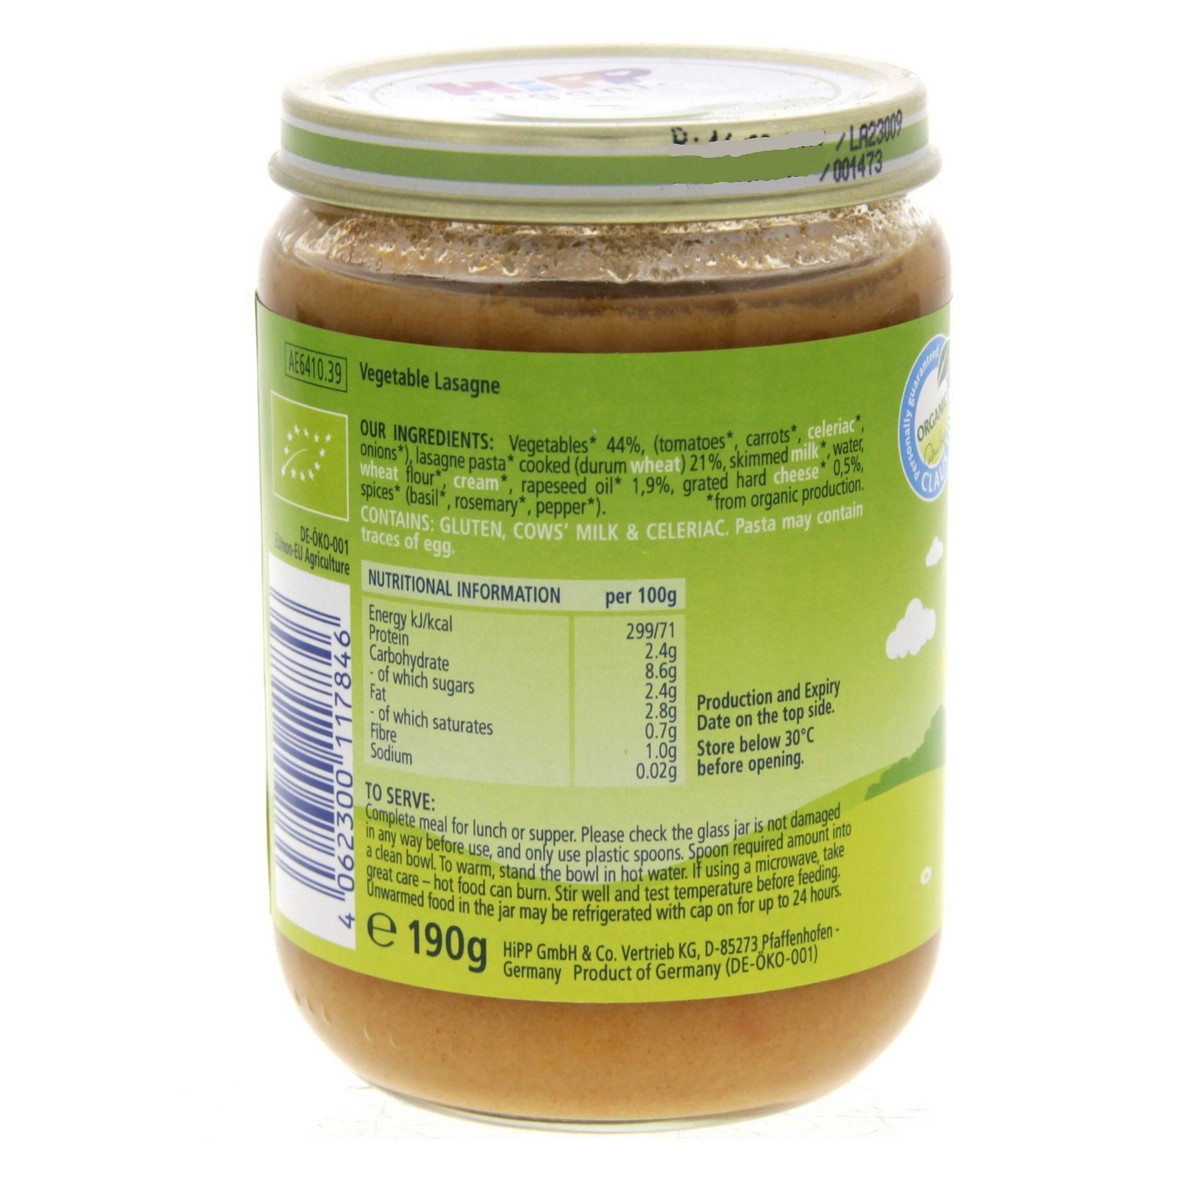 HiPP
organic
/LA23009
/001473
AE6410.39
Vegetable Lasagne
OUR INGREDIENTS: Vegetables* 44%, (tomatoes*, carrots*, celeriac*,
onions*), lasagne pasta* cooked (durum wheat) 21%, skimmed milk*, water,
wheat flour*, cream*, rapeseed oil* 1,9%, grated hard cheese* 0,5%,
spices* (basil*, rosemary*, pepper*). *from organic production.
CONTAINS: GLUTEN, COWS' MILK & CELERIAC. Pasta may contain
traces of egg.
DE-ÖKO-001
EU Agriculture
NUTRITIONAL INFORMATION per 100g
Energy kJ/kcal 299/71
Protein 2.4g
Carbohydrate 8.6g
- of which sugars 2.4g
Fat 2.8g
- of which saturates 0.7g
Fibre 1.0g
Sodium 0.02g
Production and Expiry
Date on the top side.
Store below 30°C
before opening.
TO SERVE:
Complete meal for lunch or supper. Please check the glass jar is not damaged
in any way before use, and only use plastic spoons. Spoon required amount into
a clean bowl. To warm, stand the bowl in hot water. If using a microwave, take
great care – hot food can burn. Stir well and test temperature before feeding.
Unwarmed food in the jar may be refrigerated with cap on for up to 24 hours.
e 190g
HiPP GmbH & Co. Vertrieb KG, D-85273 Pfaffenhofen -
Germany Product of Germany (DE-ÖKO-001)
4 062300 117846
Personally guaranteed
ORGANIC